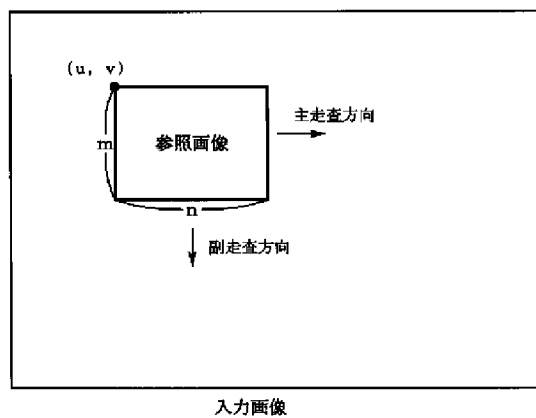 (u, v)
主走査方向
m
参照画像
n
副走査方向
入力画像